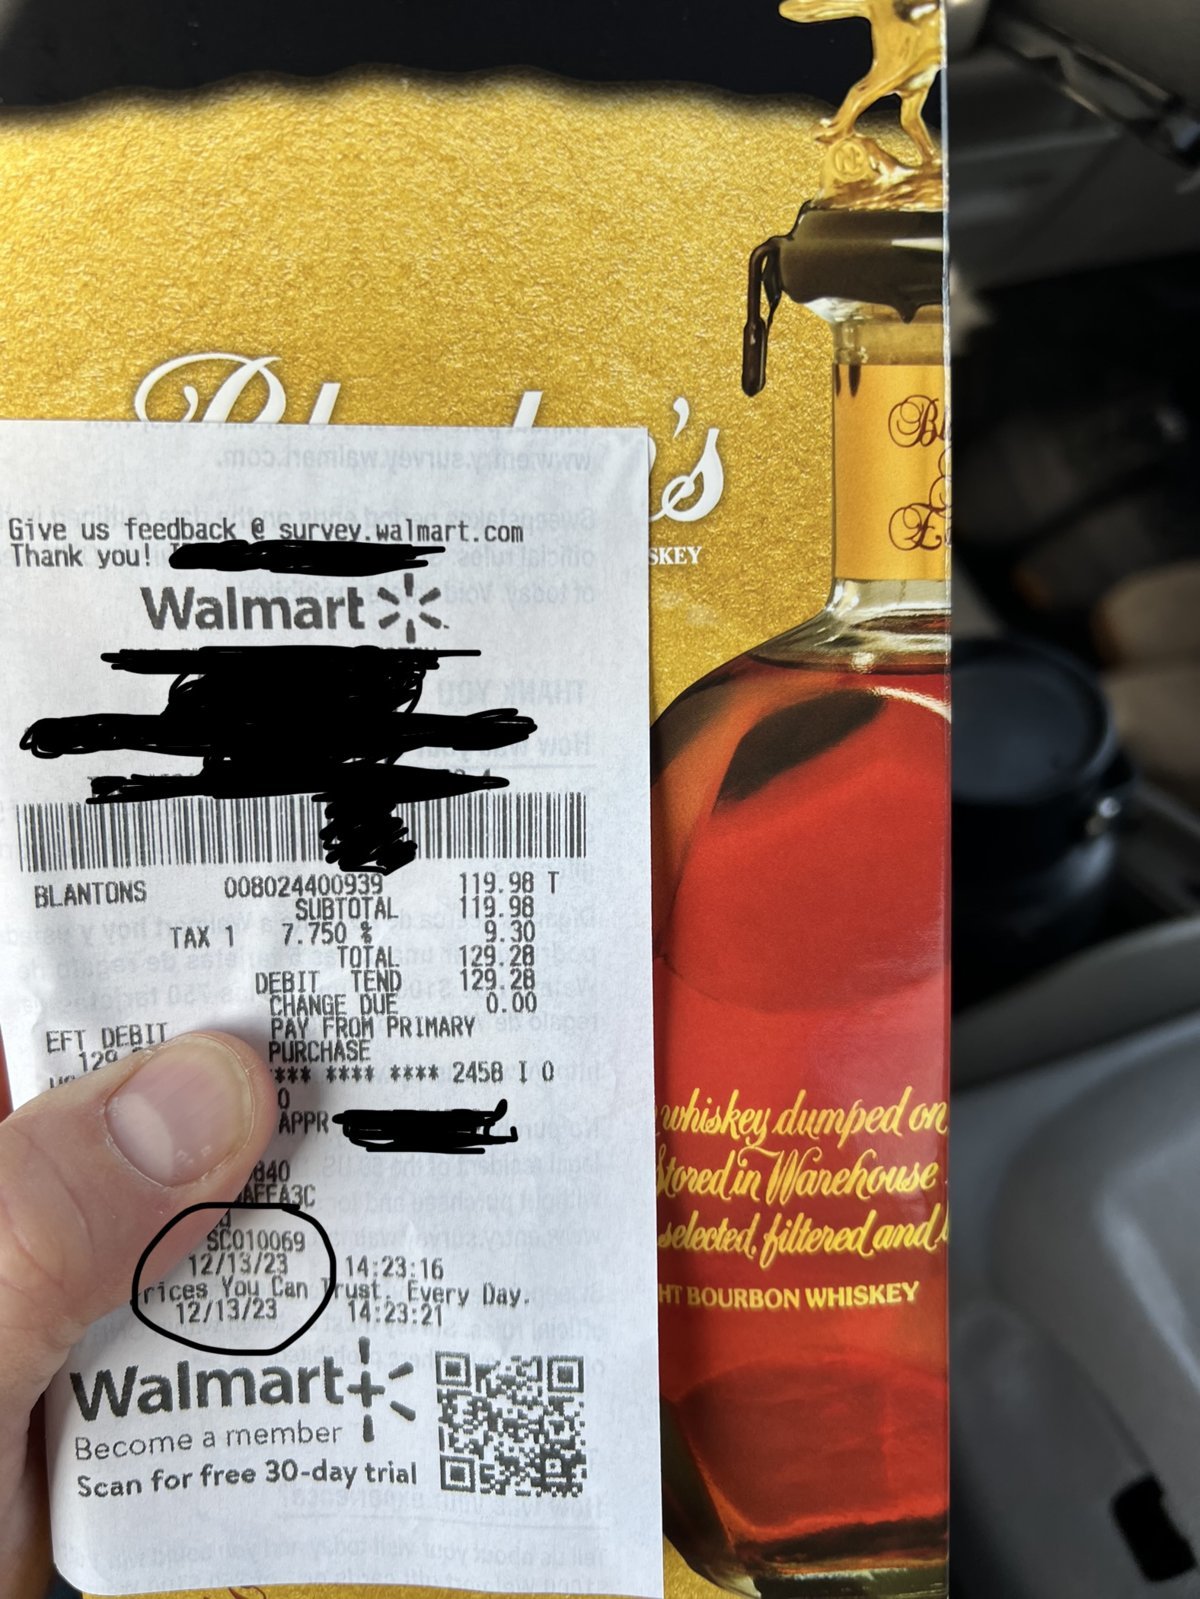 Blanton's
SKEY
Give us feedback @ survey.walmart.com
Thank you!
Walmart
BLANTONS 008024400939 119.98 T
SUBTOTAL 119.98
TAX 1 7.750 % 9.30
TOTAL 129.28
DEBIT TEND 129.28
CHANGE DUE 0.00
EFT DEBIT PAY FROM PRIMARY
129 PURCHASE
**** **** **** 2458 I 0
0
APPR
840
AFFA3C
SC010069
12/13/23 14:23:16
rices You Can Trust. Every Day.
12/13/23 14:23:21
Walmart+
Become a member
Scan for free 30-day trial
whiskey dumped on
Stored in Warehouse
selected, filtered and
HT BOURBON WHISKEY